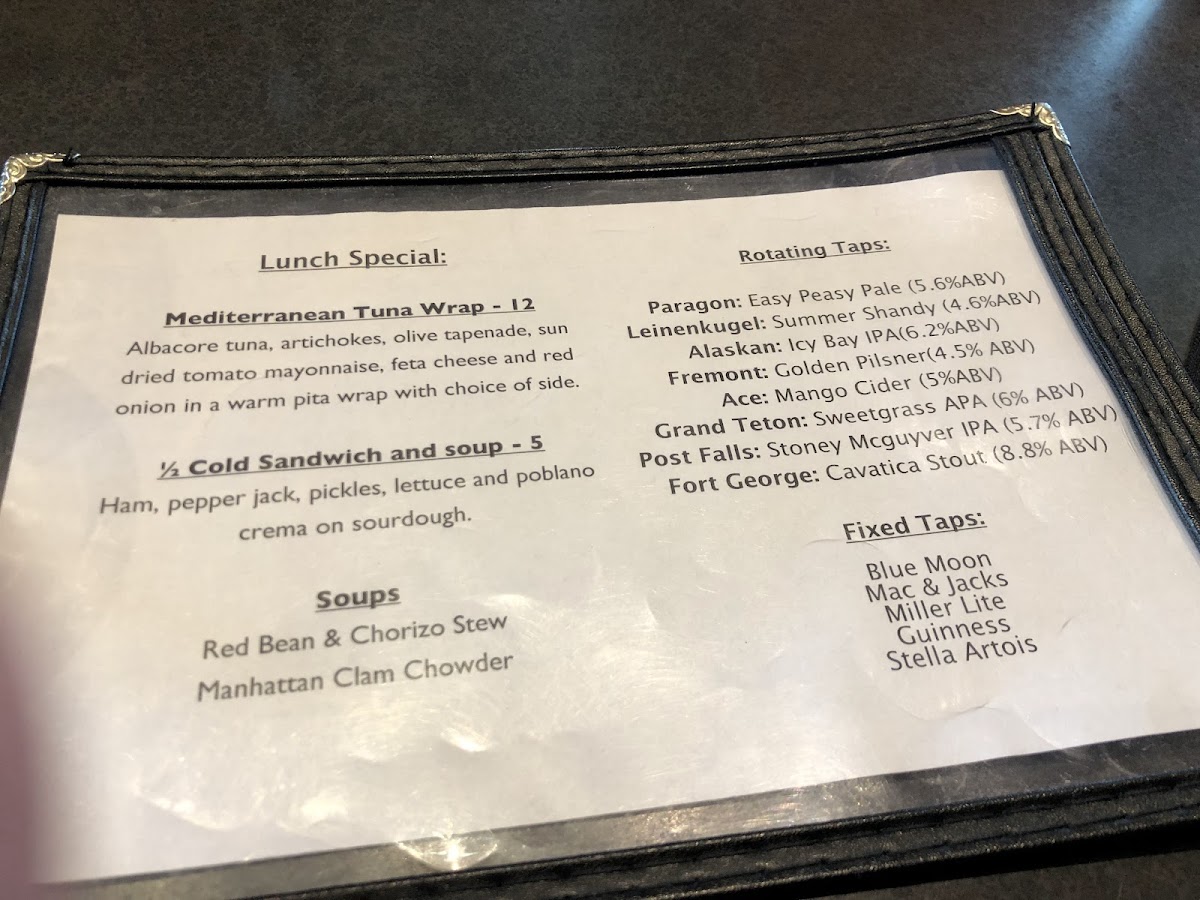 Lunch Special:
Mediterranean Tuna Wrap - 12
Albacore tuna, artichokes, olive tapenade, sun
dried tomato mayonnaise, feta cheese and red
onion in a warm pita wrap with choice of side.
½ Cold Sandwich and soup - 5
Ham, pepper jack, pickles, lettuce and poblano
crema on sourdough.
Soups
Red Bean & Chorizo Stew
Manhattan Clam Chowder
Rotating Taps:
Paragon: Easy Peasy Pale (5.6%ABV)
Leinenkugel: Summer Shandy (4.6%ABV)
Alaskan: Icy Bay IPA(6.2%ABV)
Fremont: Golden Pilsner(4.5% ABV)
Ace: Mango Cider (5%ABV)
Grand Teton: Sweetgrass APA (6% ABV)
Post Falls: Stoney Mcguyver IPA (5.7% ABV)
Fort George: Cavatica Stout (8.8% ABV)
Fixed Taps:
Blue Moon
Mac & Jacks
Miller Lite
Guinness
Stella Artois